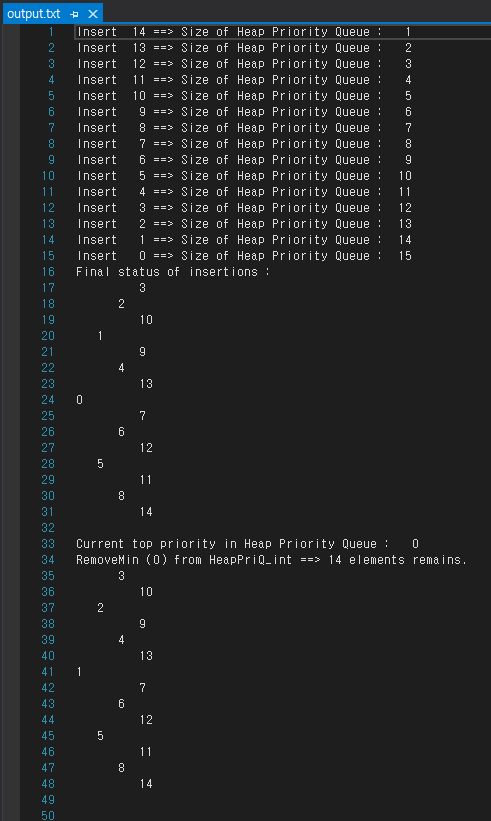 output.txt
1 Insert  14 ==> Size of Heap Priority Queue :   1
2 Insert  13 ==> Size of Heap Priority Queue :   2
3 Insert  12 ==> Size of Heap Priority Queue :   3
4 Insert  11 ==> Size of Heap Priority Queue :   4
5 Insert  10 ==> Size of Heap Priority Queue :   5
6 Insert   9 ==> Size of Heap Priority Queue :   6
7 Insert   8 ==> Size of Heap Priority Queue :   7
8 Insert   7 ==> Size of Heap Priority Queue :   8
9 Insert   6 ==> Size of Heap Priority Queue :   9
10 Insert   5 ==> Size of Heap Priority Queue :  10
11 Insert   4 ==> Size of Heap Priority Queue :  11
12 Insert   3 ==> Size of Heap Priority Queue :  12
13 Insert   2 ==> Size of Heap Priority Queue :  13
14 Insert   1 ==> Size of Heap Priority Queue :  14
15 Insert   0 ==> Size of Heap Priority Queue :  15
16 Final status of insertions :
17          3
18       2
19          10
20    1
21          9
22       4
23          13
24 0
25          7
26       6
27          12
28    5
29          11
30       8
31          14
32
33 Current top priority in Heap Priority Queue :   0
34 RemoveMin (0) from HeapPriQ_int ==> 14 elements remains.
35       3
36          10
37    2
38          9
39       4
40          13
41 1
42          7
43       6
44          12
45    5
46          11
47       8
48          14
49
50